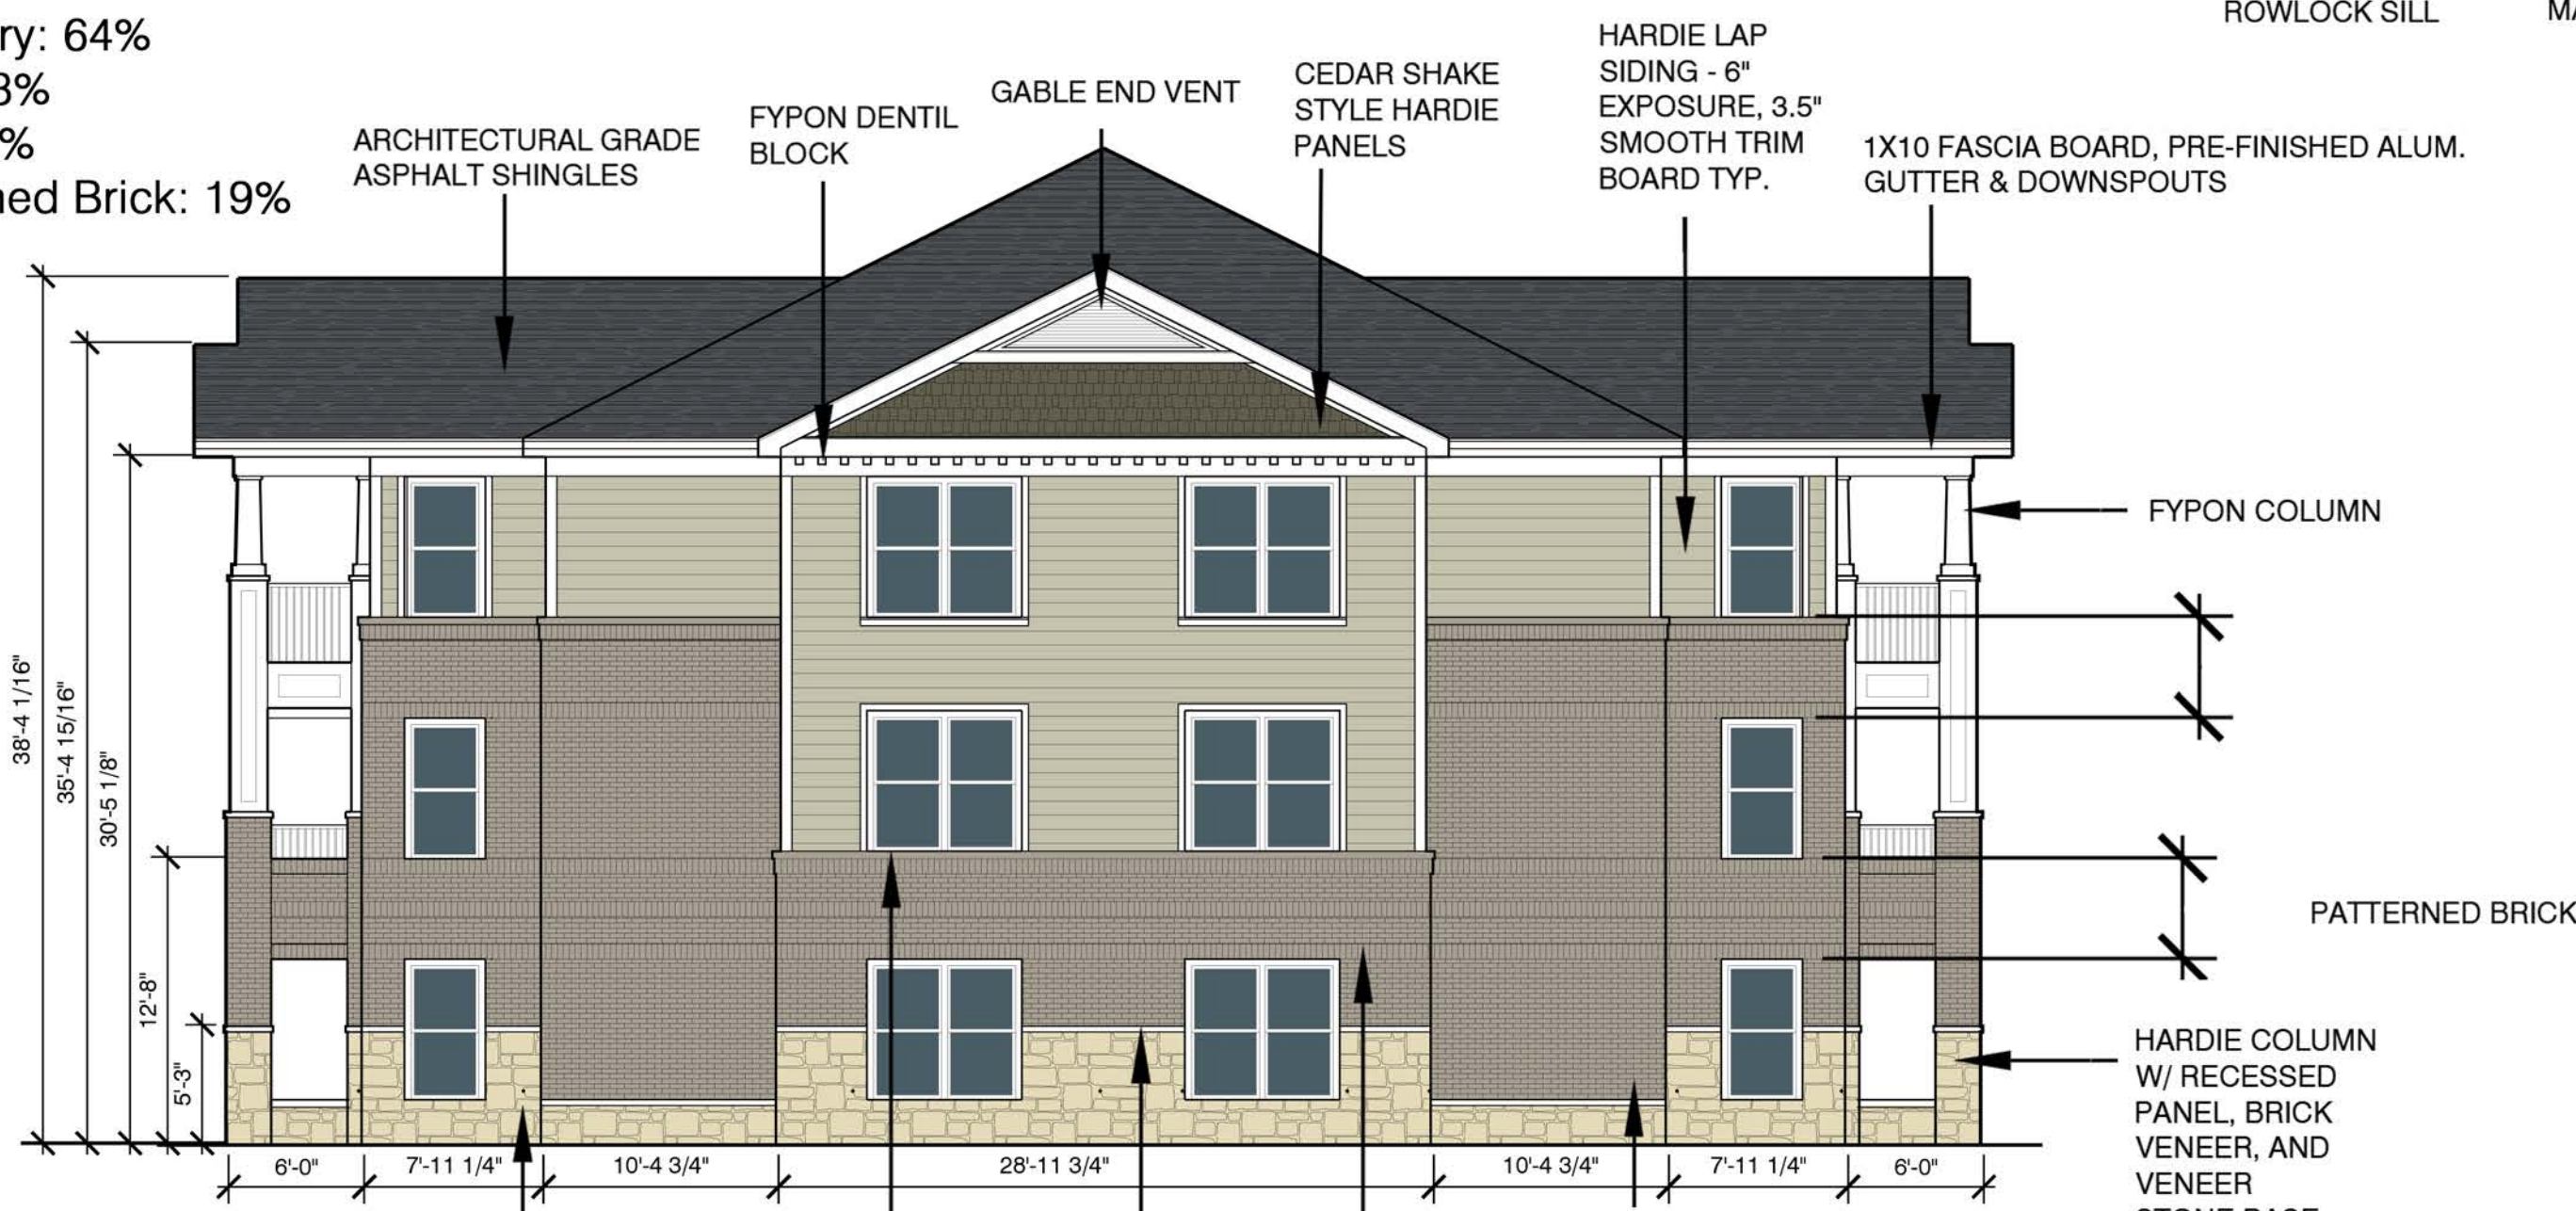 ry: 64%
3%
%
ned Brick: 19%
ROWLOCK SILL
ARCHITECTURAL GRADE
ASPHALT SHINGLES
FYPON DENTIL
BLOCK
GABLE END VENT
CEDAR SHAKE
STYLE HARDIE
PANELS
HARDIE LAP
SIDING - 6"
EXPOSURE, 3.5"
SMOOTH TRIM
BOARD TYP.
1X10 FASCIA BOARD, PRE-FINISHED ALUM.
GUTTER & DOWNSPOUTS
FYPON COLUMN
PATTERNED BRICK
HARDIE COLUMN
W/ RECESSED
PANEL, BRICK
VENEER, AND
VENEER
STONE BASE
38'-4 1/16"
35'-4 15/16"
30'-5 1/8"
12'-8"
5'-3"
6'-0"
7'-11 1/4"
10'-4 3/4"
28'-11 3/4"
10'-4 3/4"
7'-11 1/4"
6'-0"